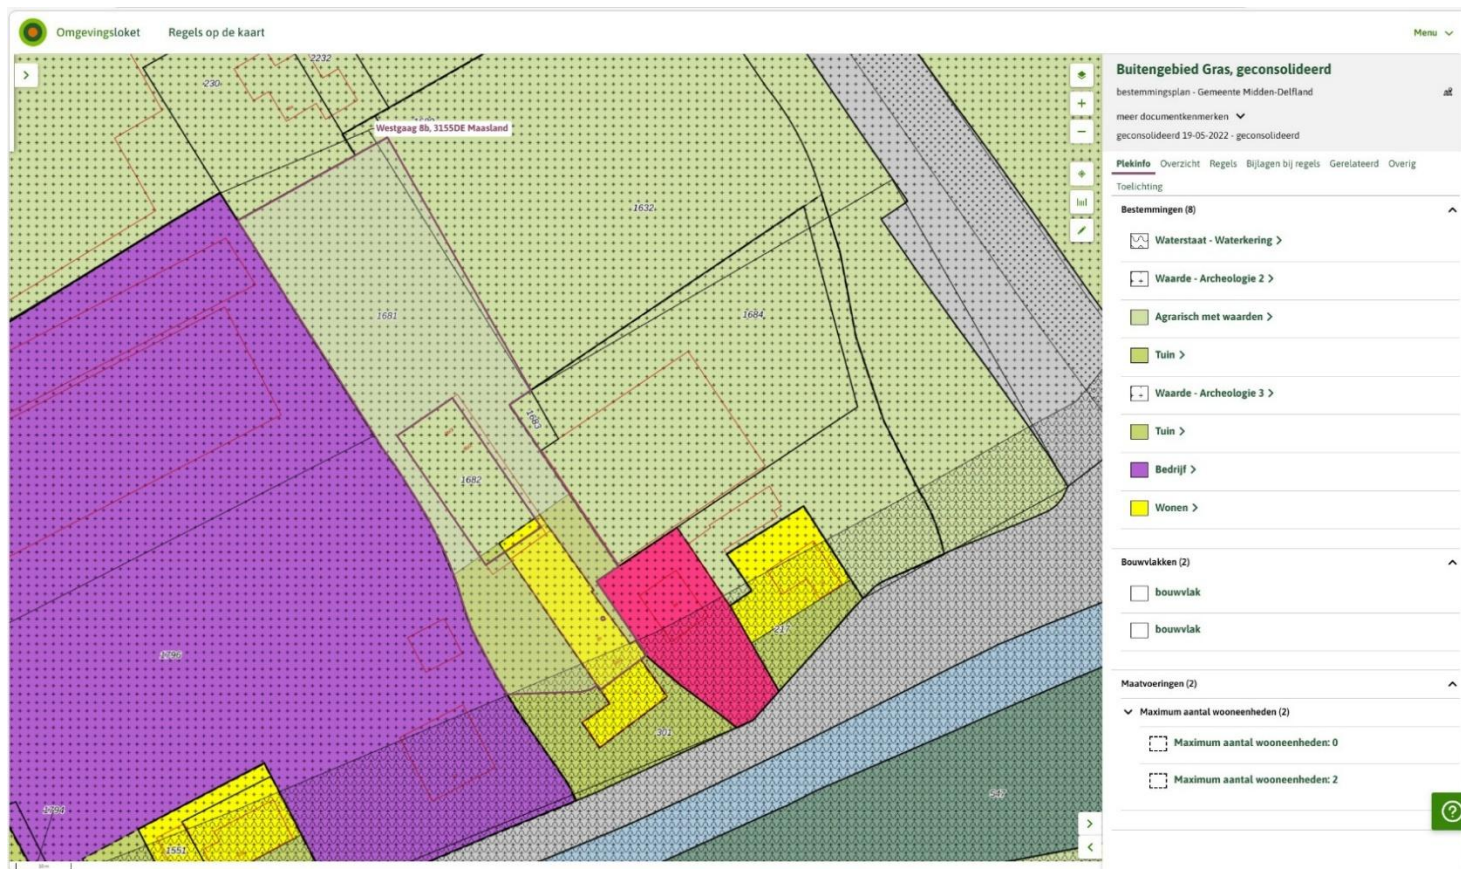 Omgevingsloket
Regels op de kaart
Menu
2232
230
Westgaag 8b, 3155DE Maasland
1632
1681
1684
1683
1682
1796
217
301
1794
1551
547
Buitengebied Gras, geconsolideerd
bestemmingsplan - Gemeente Midden-Delfland
meer documentkenmerken
geconsolideerd 19-05-2022 - geconsolideerd
Plekinfo Overzicht Regels Bijlagen bij regels Gerelateerd Overig
Toelichting
Bestemmingen (8)
Waterstaat - Waterkering
Waarde - Archeologie 2
Agrarisch met waarden
Tuin
Waarde - Archeologie 3
Tuin
Bedrijf
Wonen
Bouwvlakken (2)
bouwvlak
bouwvlak
Maatvoeringen (2)
Maximum aantal wooneenheden (2)
Maximum aantal wooneenheden: 0
Maximum aantal wooneenheden: 2